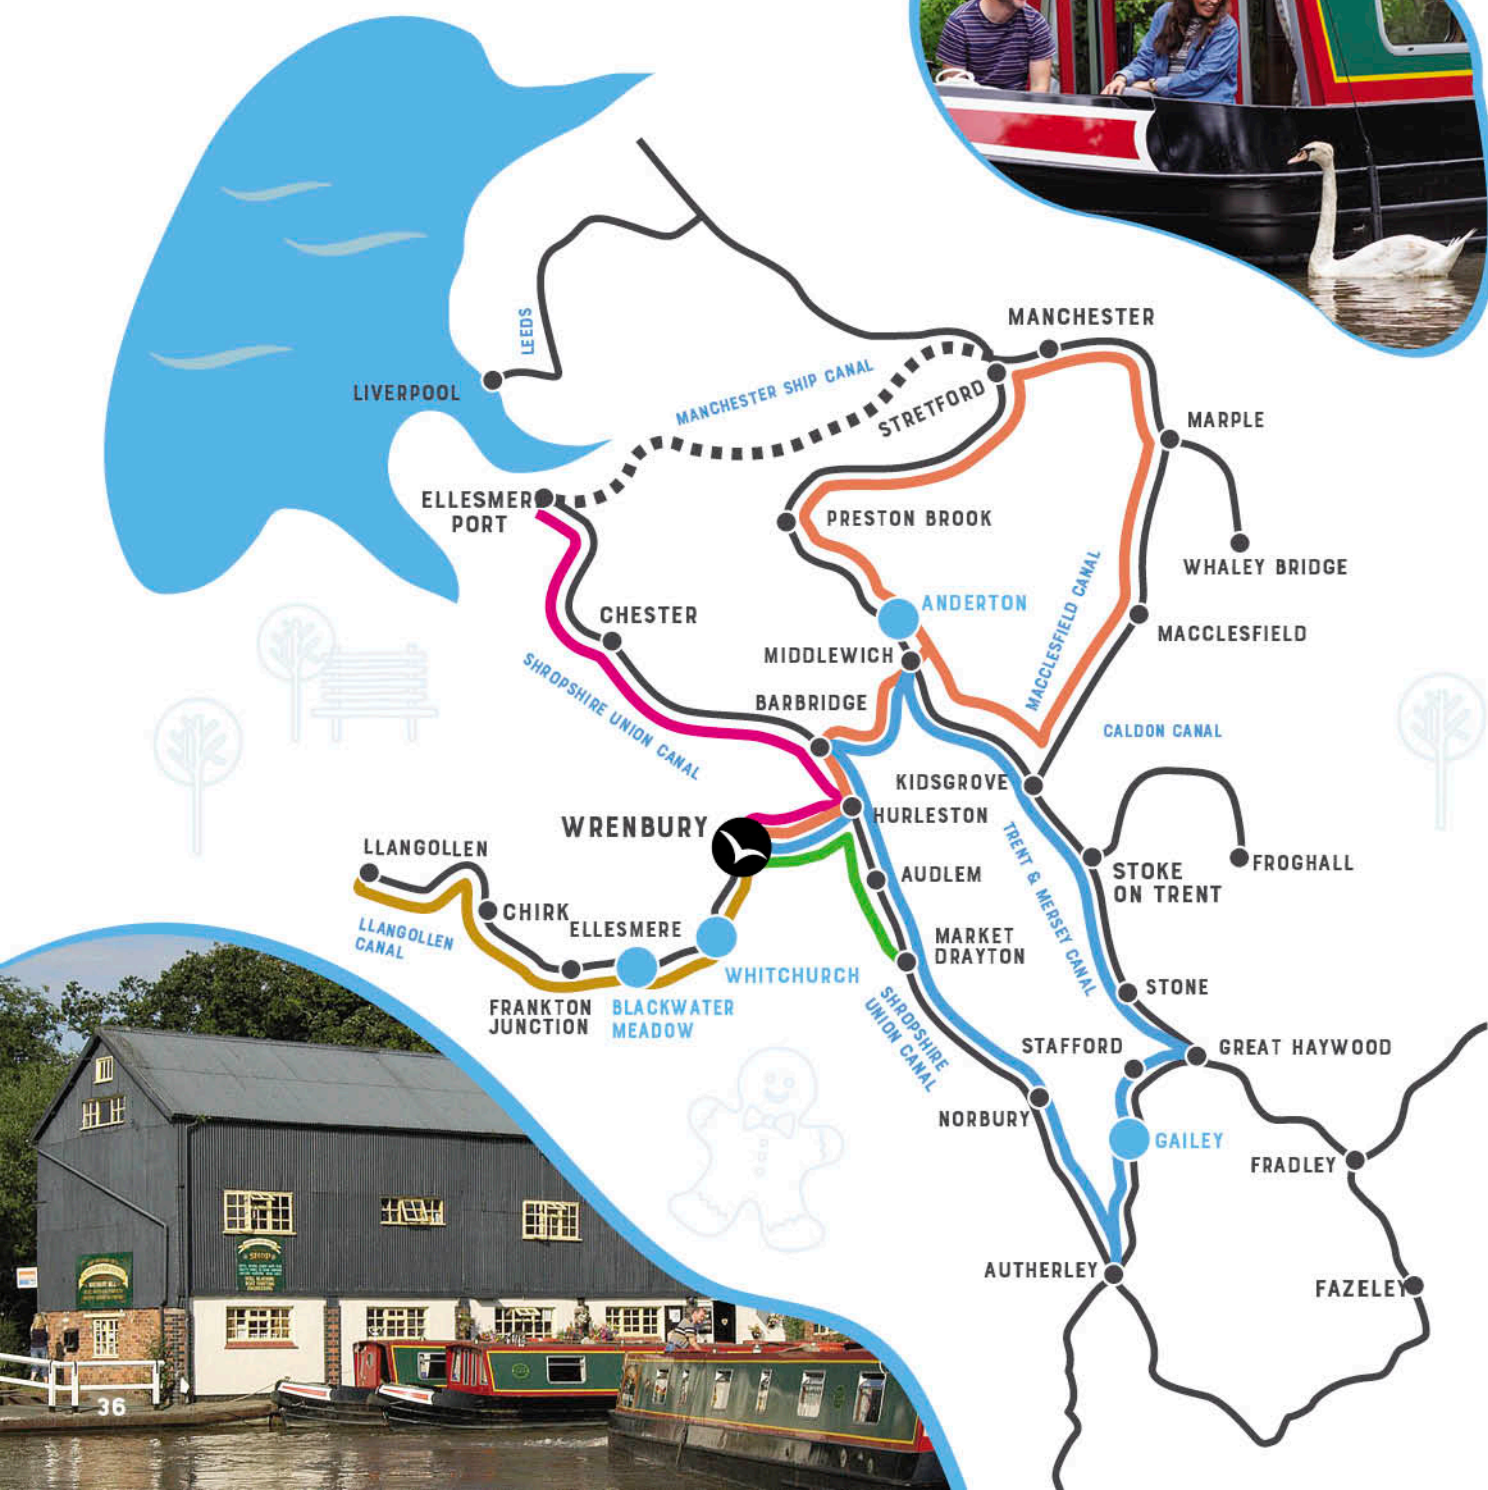 MANCHESTER
LEEDS
LIVERPOOL
MANCHESTER SHIP CANAL
STRETFORD
MARPLE
ELLESMERE
PORT
PRESTON BROOK
WHALEY BRIDGE
ANDERTON
CHESTER
MACCLESFIELD CANAL
MACCLESFIELD
MIDDLEWICH
SHROPSHIRE UNION CANAL
BARBRIDGE
CALDON CANAL
KIDSGROVE
HURLESTON
WRENBURY
LLANGOLLEN
TRENT & MERSEY CANAL
STOKE
ON TRENT
FROGHALL
AUDLEM
CHIRK
ELLESMERE
LLANGOLLEN
CANAL
MARKET
DRAYTON
WHITCHURCH
STONE
FRANKTON
JUNCTION
BLACKWATER
MEADOW
SHROPSHIRE
UNION CANAL
STAFFORD
GREAT HAYWOOD
NORBURY
GAILEY
FRADLEY
AUTHERLEY
FAZELEY
SHOP
36